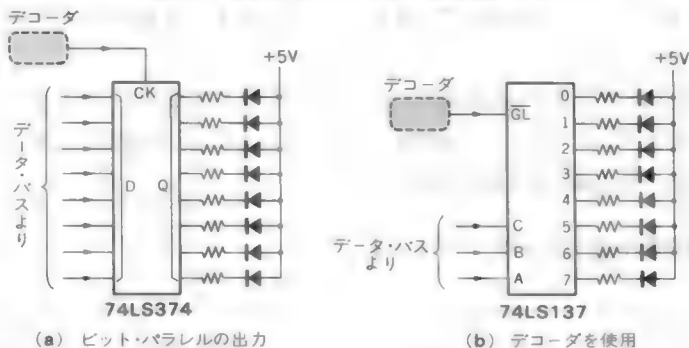 デコーダ
+5V
CK
データ・バスより
D
Q
74LS374
(a) ビット・パラレルの出力
デコーダ
+5V
GL
0
1
2
3
4
5
6
7
C
B
A
データ・バス
より
74LS137
(b) デコーダを使用